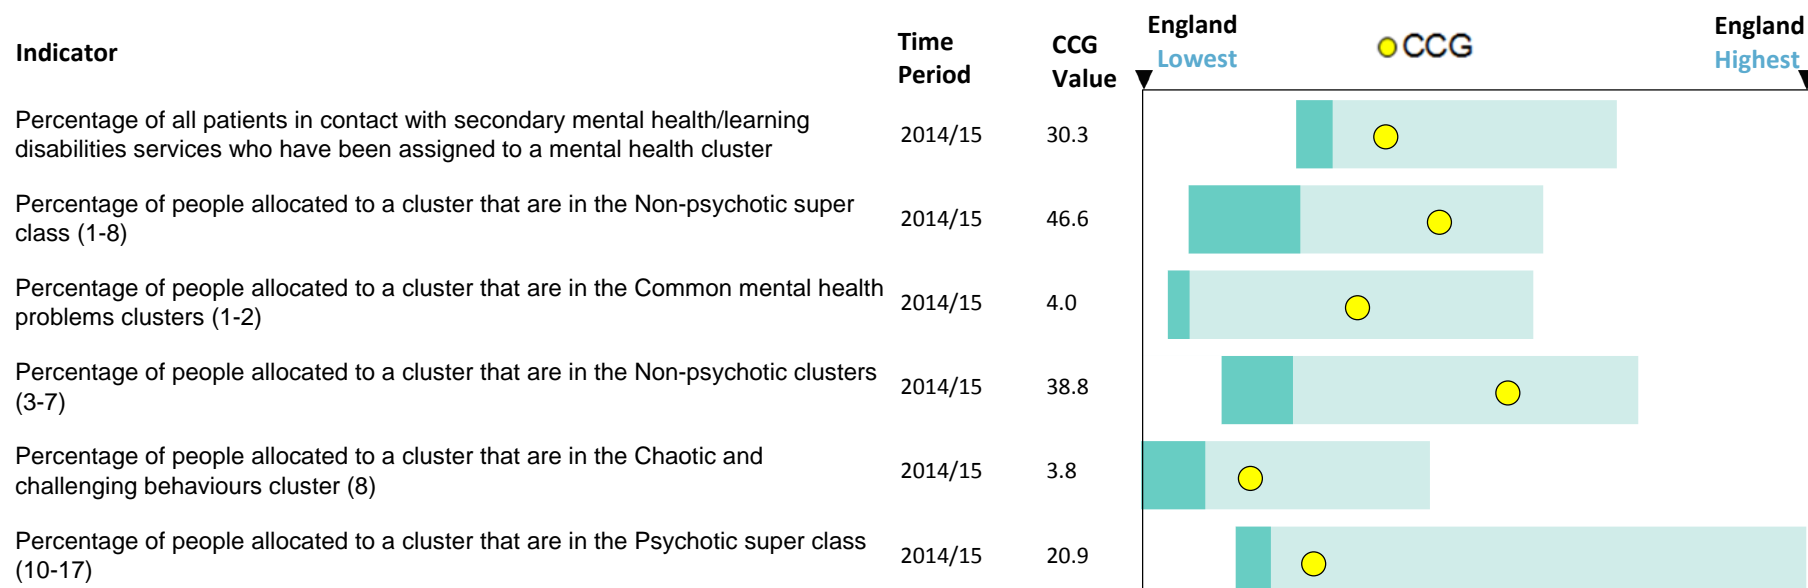 Indicator
Time Period
CCG Value
England Lowest
CCG
England Highest
Percentage of all patients in contact with secondary mental health/learning
disabilities services who have been assigned to a mental health cluster
2014/15
30.3
Percentage of people allocated to a cluster that are in the Non-psychotic super
class (1-8)
2014/15
46.6
Percentage of people allocated to a cluster that are in the Common mental health
problems clusters (1-2)
2014/15
4.0
Percentage of people allocated to a cluster that are in the Non-psychotic clusters
(3-7)
2014/15
38.8
Percentage of people allocated to a cluster that are in the Chaotic and
challenging behaviours cluster (8)
2014/15
3.8
Percentage of people allocated to a cluster that are in the Psychotic super class
(10-17)
2014/15
20.9